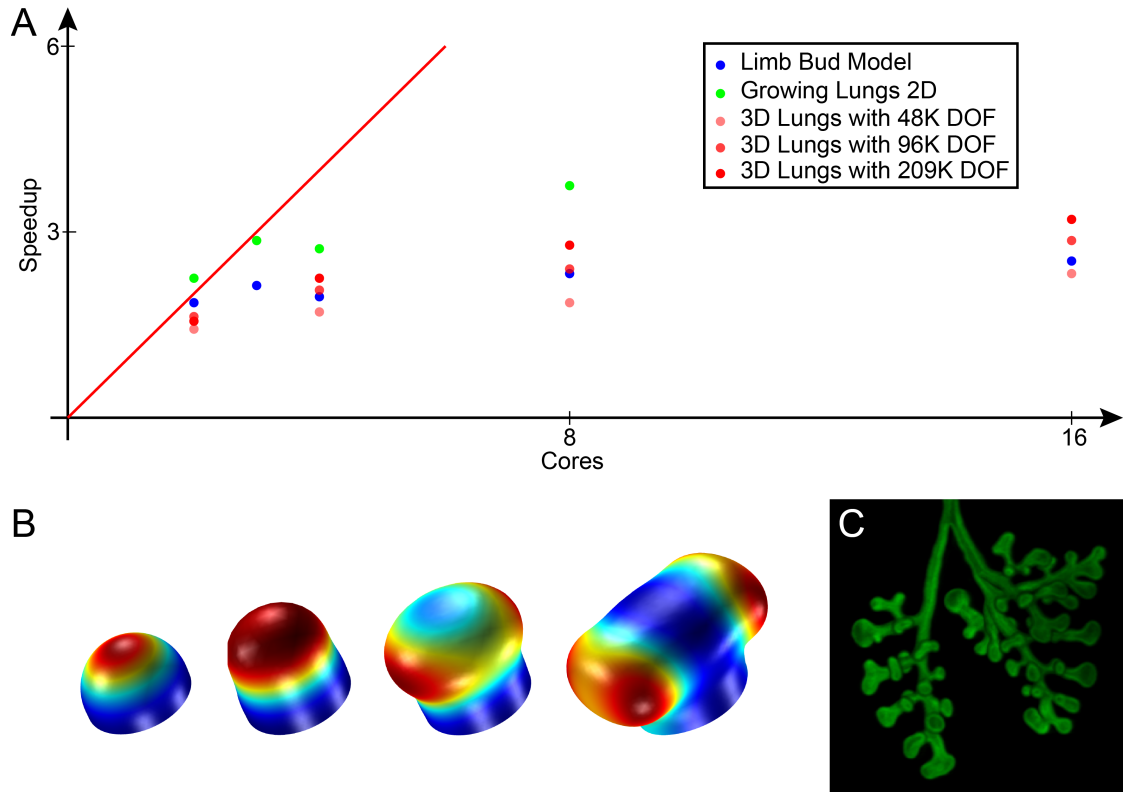 A
6
Limb Bud Model
Growing Lungs 2D
3D Lungs with 48K DOF
3D Lungs with 96K DOF
3D Lungs with 209K DOF
3
Speedup
8
16
Cores
B
C